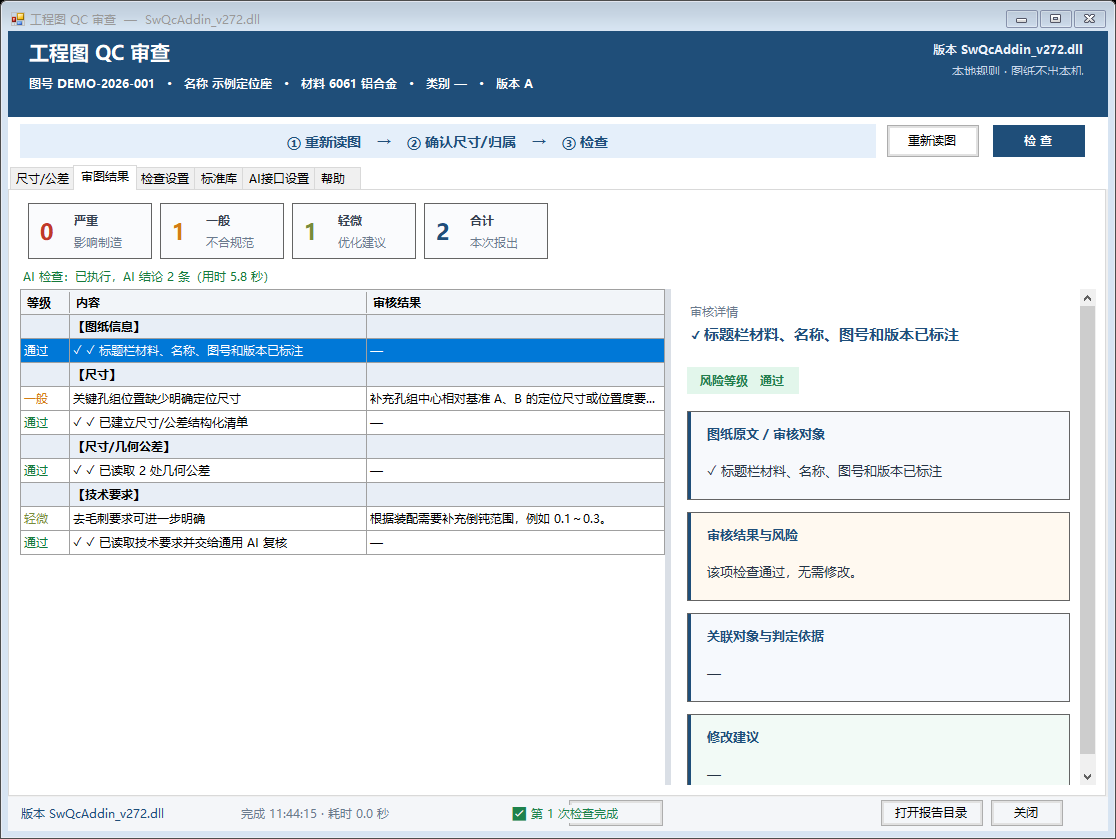 工程图 QC 审查 — SwQcAddin_v272.dll
工程图 QC 审查
版本 SwQcAddin_v272.dll
图号 DEMO-2026-001 • 名称 示例定位座 • 材料 6061 铝合金 • 类别 — • 版本 A
本地规则 · 图纸不出本机
① 重新读图 → ② 确认尺寸/归属 → ③ 检查
重新读图
检 查
尺寸/公差 审图结果 检查设置 标准库 AI接口设置 帮助
0 严重 影响制造
1 一般 不合规范
1 轻微 优化建议
2 合计 本次报出
AI 检查：已执行，AI 结论 2 条（用时 5.8 秒）
等级 内容 审核结果
【图纸信息】
通过 ✓ ✓ 标题栏材料、名称、图号和版本已标注 —
【尺寸】
一般 关键孔组位置缺少明确定位尺寸 补充孔组中心相对基准 A、B 的定位尺寸或位置度要...
通过 ✓ ✓ 已建立尺寸/公差结构化清单 —
【尺寸/几何公差】
通过 ✓ ✓ 已读取 2 处几何公差 —
【技术要求】
轻微 去毛刺要求可进一步明确 根据装配需要补充倒钝范围，例如 0.1～0.3。
通过 ✓ ✓ 已读取技术要求并交给通用 AI 复核 —
审核详情
✓ 标题栏材料、名称、图号和版本已标注
风险等级 通过
图纸原文 / 审核对象
✓ 标题栏材料、名称、图号和版本已标注
审核结果与风险
该项检查通过，无需修改。
关联对象与判定依据
—
修改建议
—
版本 SwQcAddin_v272.dll
完成 11:44:15 · 耗时 0.0 秒
第 1 次检查完成
打开报告目录
关闭